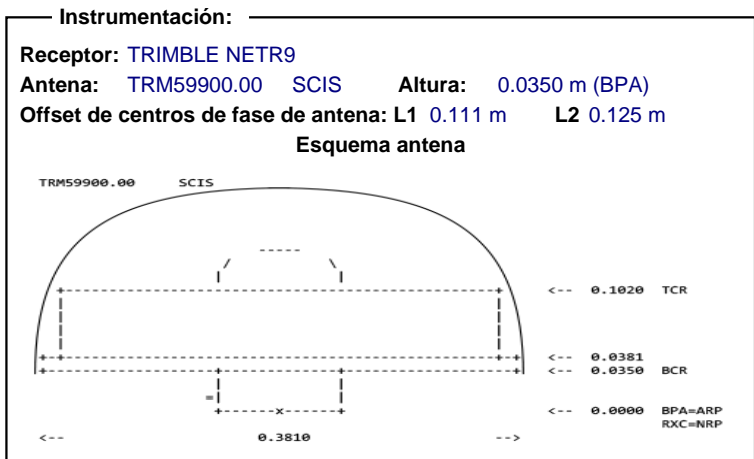 Instrumentación:
Receptor: TRIMBLE NETR9
Antena: TRM59900.00 SCIS Altura: 0.0350 m (BPA)
Offset de centros de fase de antena: L1 0.111 m L2 0.125 m
Esquema antena
TRM59900.00 SCIS
<-- 0.1020 TCR
<-- 0.0381
<-- 0.0350 BCR
<-- 0.0000 BPA=ARP
RXC=NRP
<-- 0.3810 -->